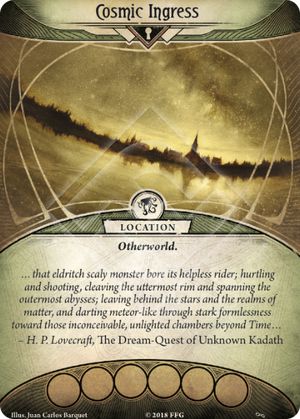 Cosmic Ingress
LOCATION
Otherworld.
… that eldritch scaly monster bore its helpless rider; hurtling
and shooting, cleaving the uttermost rim and spanning the
outermost abysses; leaving behind the stars and the realms of
matter, and darting meteor-like through stark formlessness
toward those inconceivable, unlighted chambers beyond Time…
– H. P. Lovecraft, The Dream-Quest of Unknown Kadath
Illus. Juan Carlos Barquet
© 2018 FFG